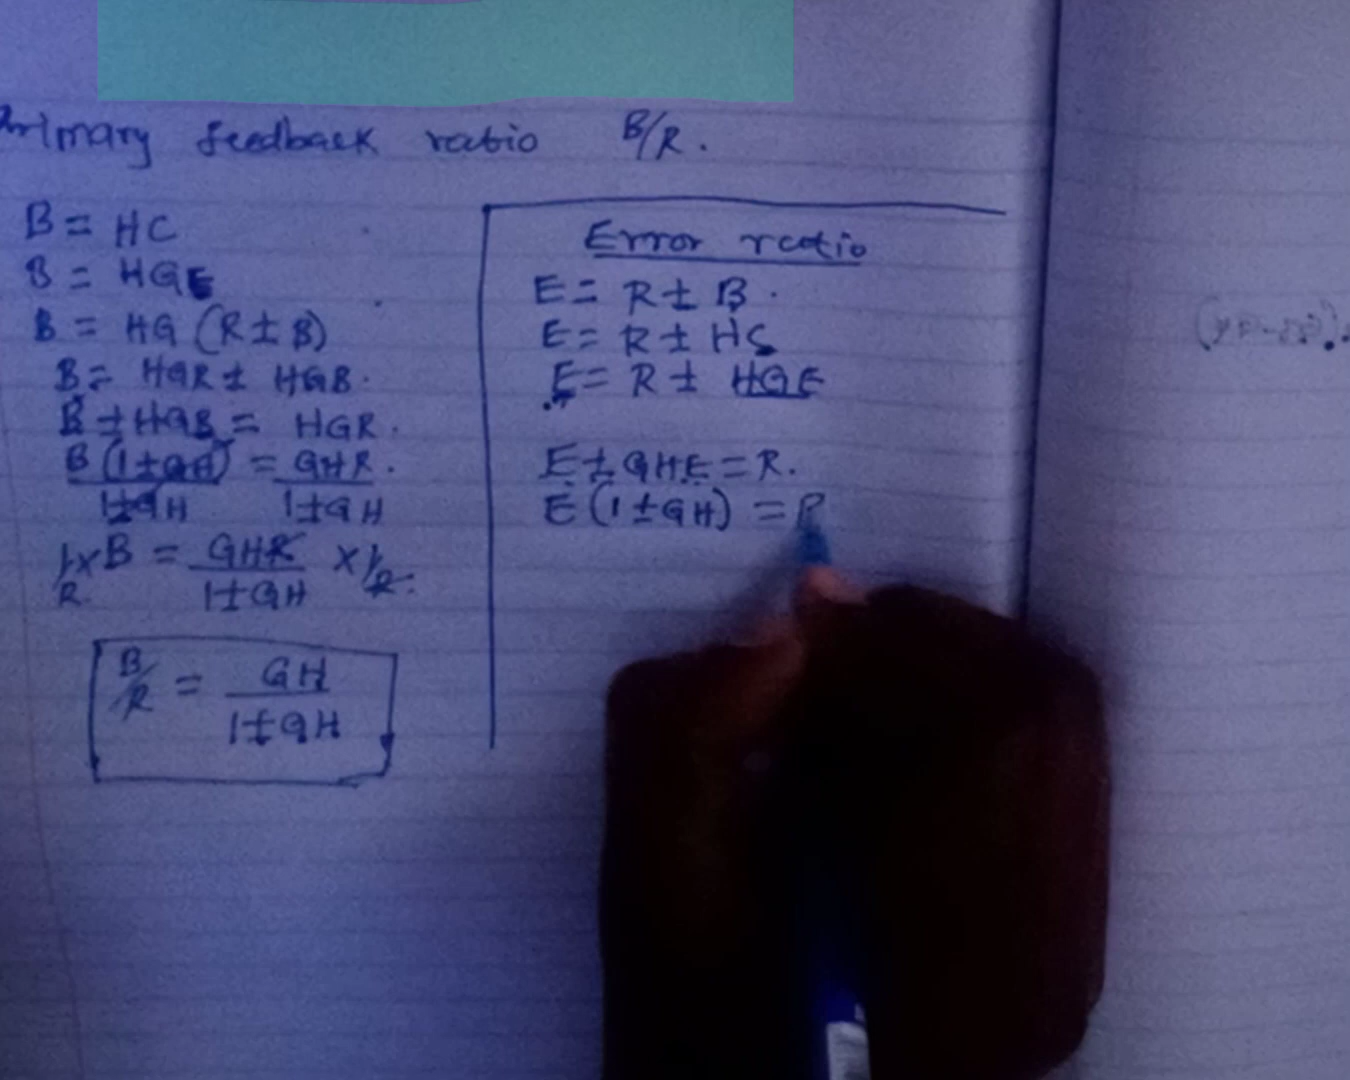 Primary feedback ratio B/R.
B = HC
B = HGE
B = HG (R ± B)
B = HGR ± HGB.
B ± HGB = HGR.
B (1±GH) / 1±GH = GHR. / 1±GH
1/R × B = GHR / 1±GH × 1/R.
B/R = GH / 1±GH
Error ratio
E = R ± B.
E = R ± HC
E = R ± HGE
E ± GHE = R.
E (1 ± GH) = R